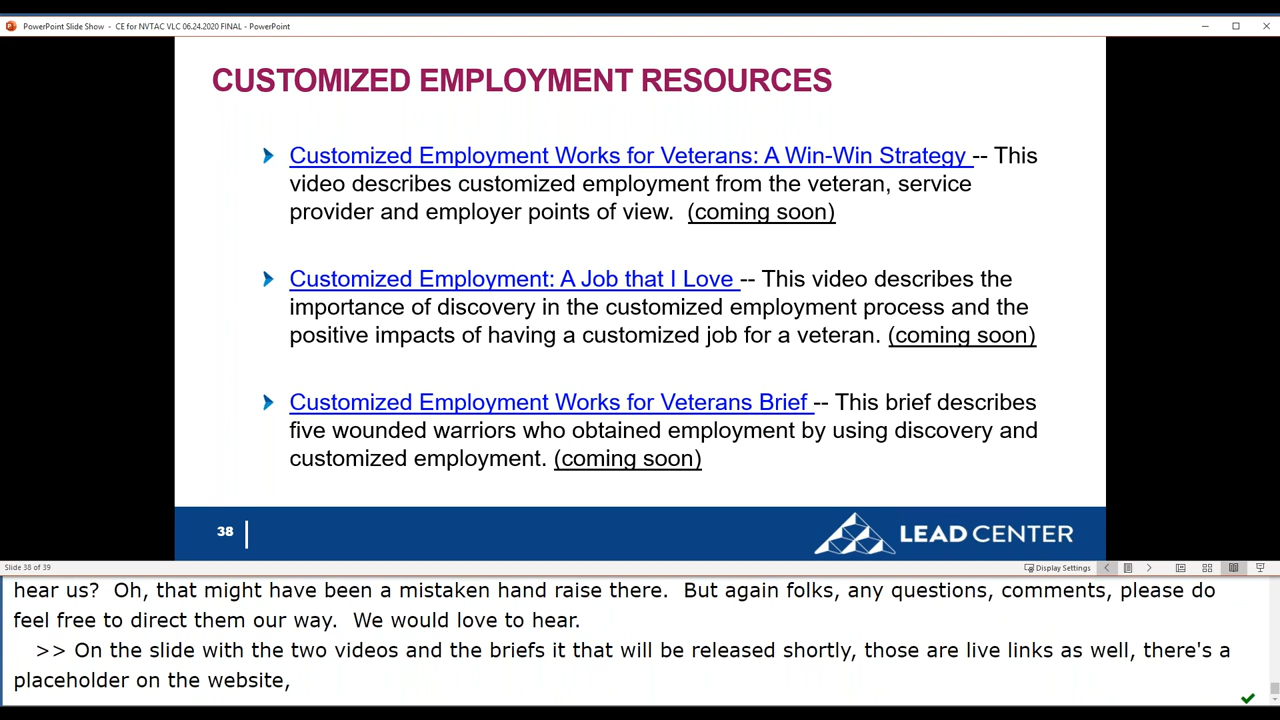 PowerPoint Slide Show - CE for NVTAC VLC 06.24.2020 FINAL - PowerPoint
CUSTOMIZED EMPLOYMENT RESOURCES
Customized Employment Works for Veterans: A Win-Win Strategy -- This
video describes customized employment from the veteran, service
provider and employer points of view. (coming soon)
Customized Employment: A Job that I Love -- This video describes the
importance of discovery in the customized employment process and the
positive impacts of having a customized job for a veteran. (coming soon)
Customized Employment Works for Veterans Brief -- This brief describes
five wounded warriors who obtained employment by using discovery and
customized employment. (coming soon)
38
LEAD CENTER
Slide 38 of 39
Display Settings
hear us? Oh, that might have been a mistaken hand raise there. But again folks, any questions, comments, please do
feel free to direct them our way. We would love to hear.
>> On the slide with the two videos and the briefs it that will be released shortly, those are live links as well, there's a
placeholder on the website,